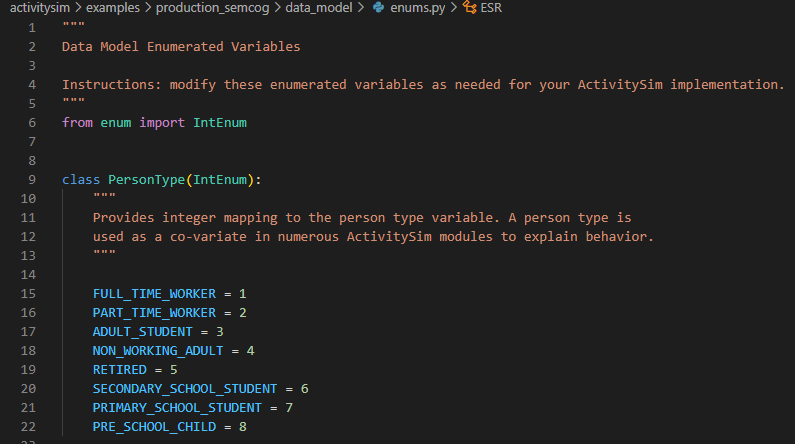 activitysim > examples > production_semcog > data_model > enums.py > ESR
1 """
2 Data Model Enumerated Variables
3
4 Instructions: modify these enumerated variables as needed for your ActivitySim implementation.
5 """
6 from enum import IntEnum
7
8
9 class PersonType(IntEnum):
10 """
11 Provides integer mapping to the person type variable. A person type is
12 used as a co-variate in numerous ActivitySim modules to explain behavior.
13 """
14
15 FULL_TIME_WORKER = 1
16 PART_TIME_WORKER = 2
17 ADULT_STUDENT = 3
18 NON_WORKING_ADULT = 4
19 RETIRED = 5
20 SECONDARY_SCHOOL_STUDENT = 6
21 PRIMARY_SCHOOL_STUDENT = 7
22 PRE_SCHOOL_CHILD = 8